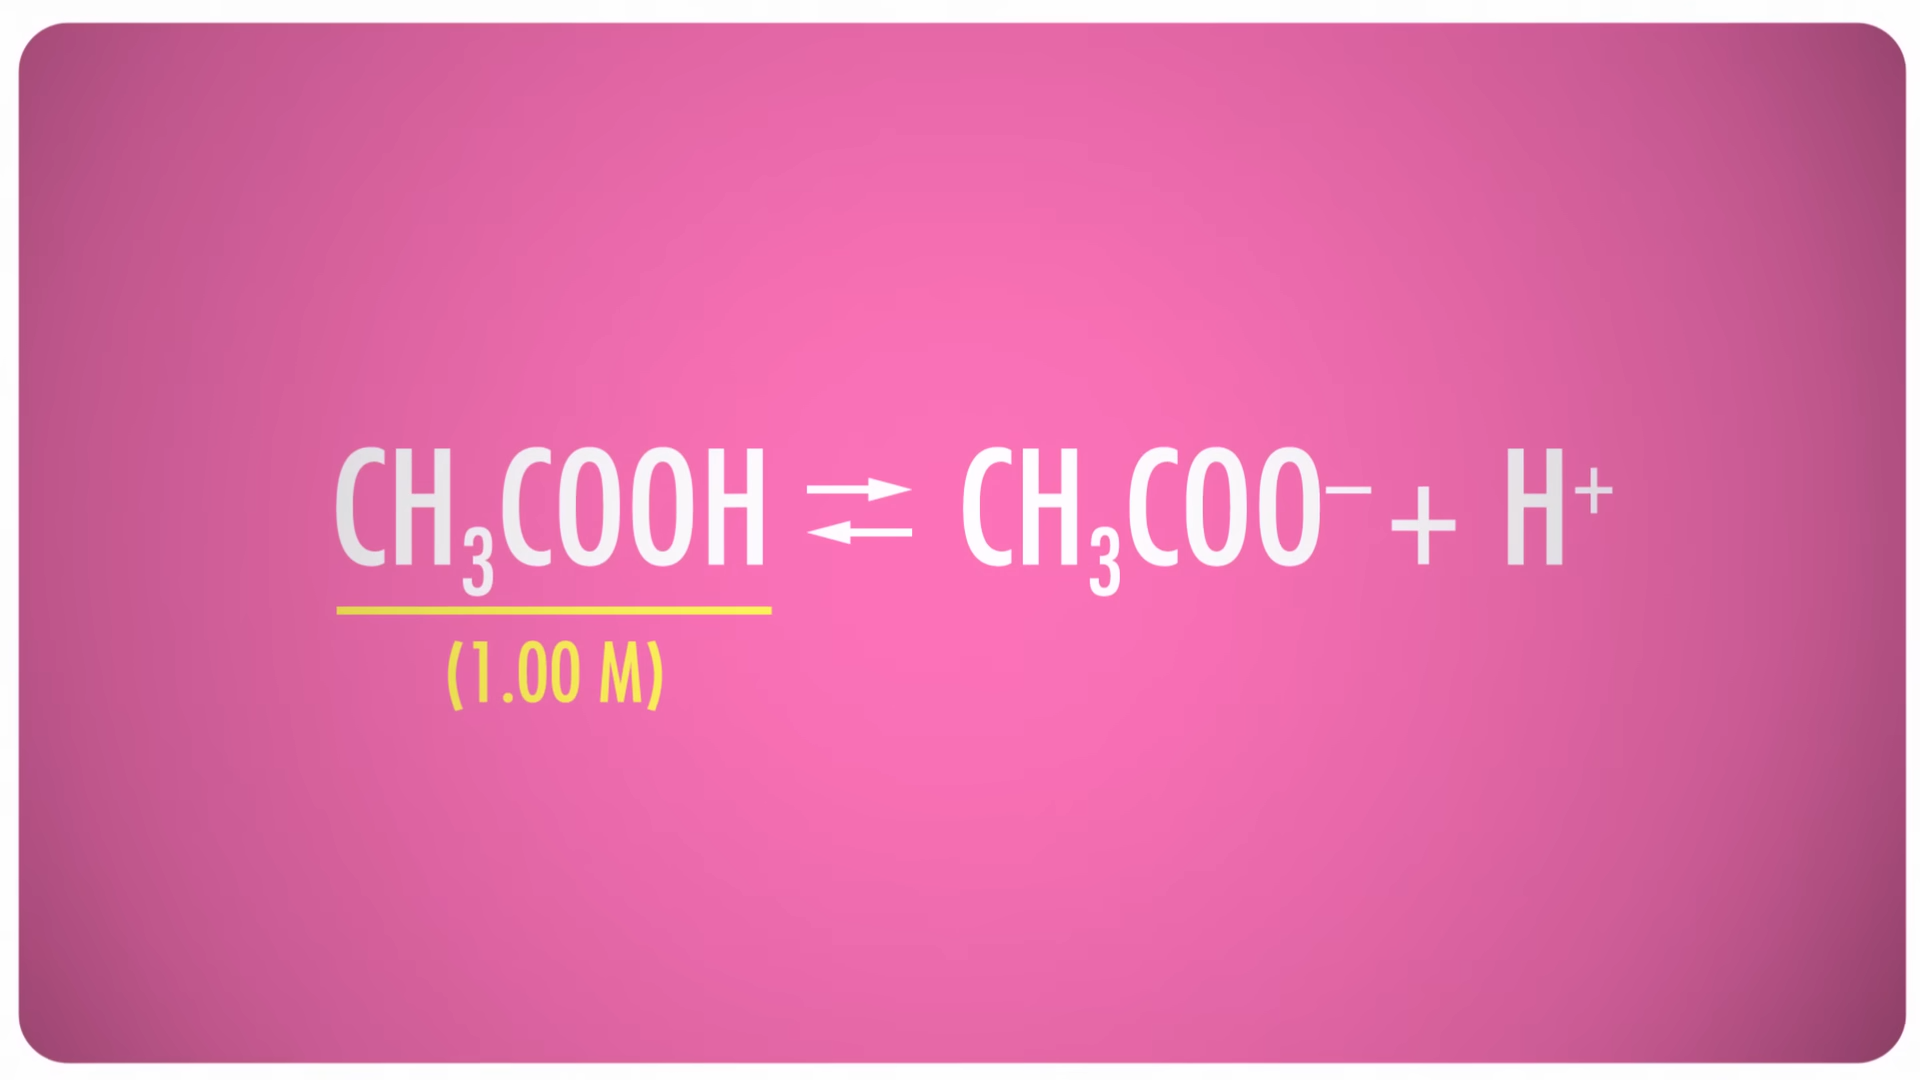 CH₃COOH ⇌ CH₃COO⁻ + H⁺
(1.00 M)